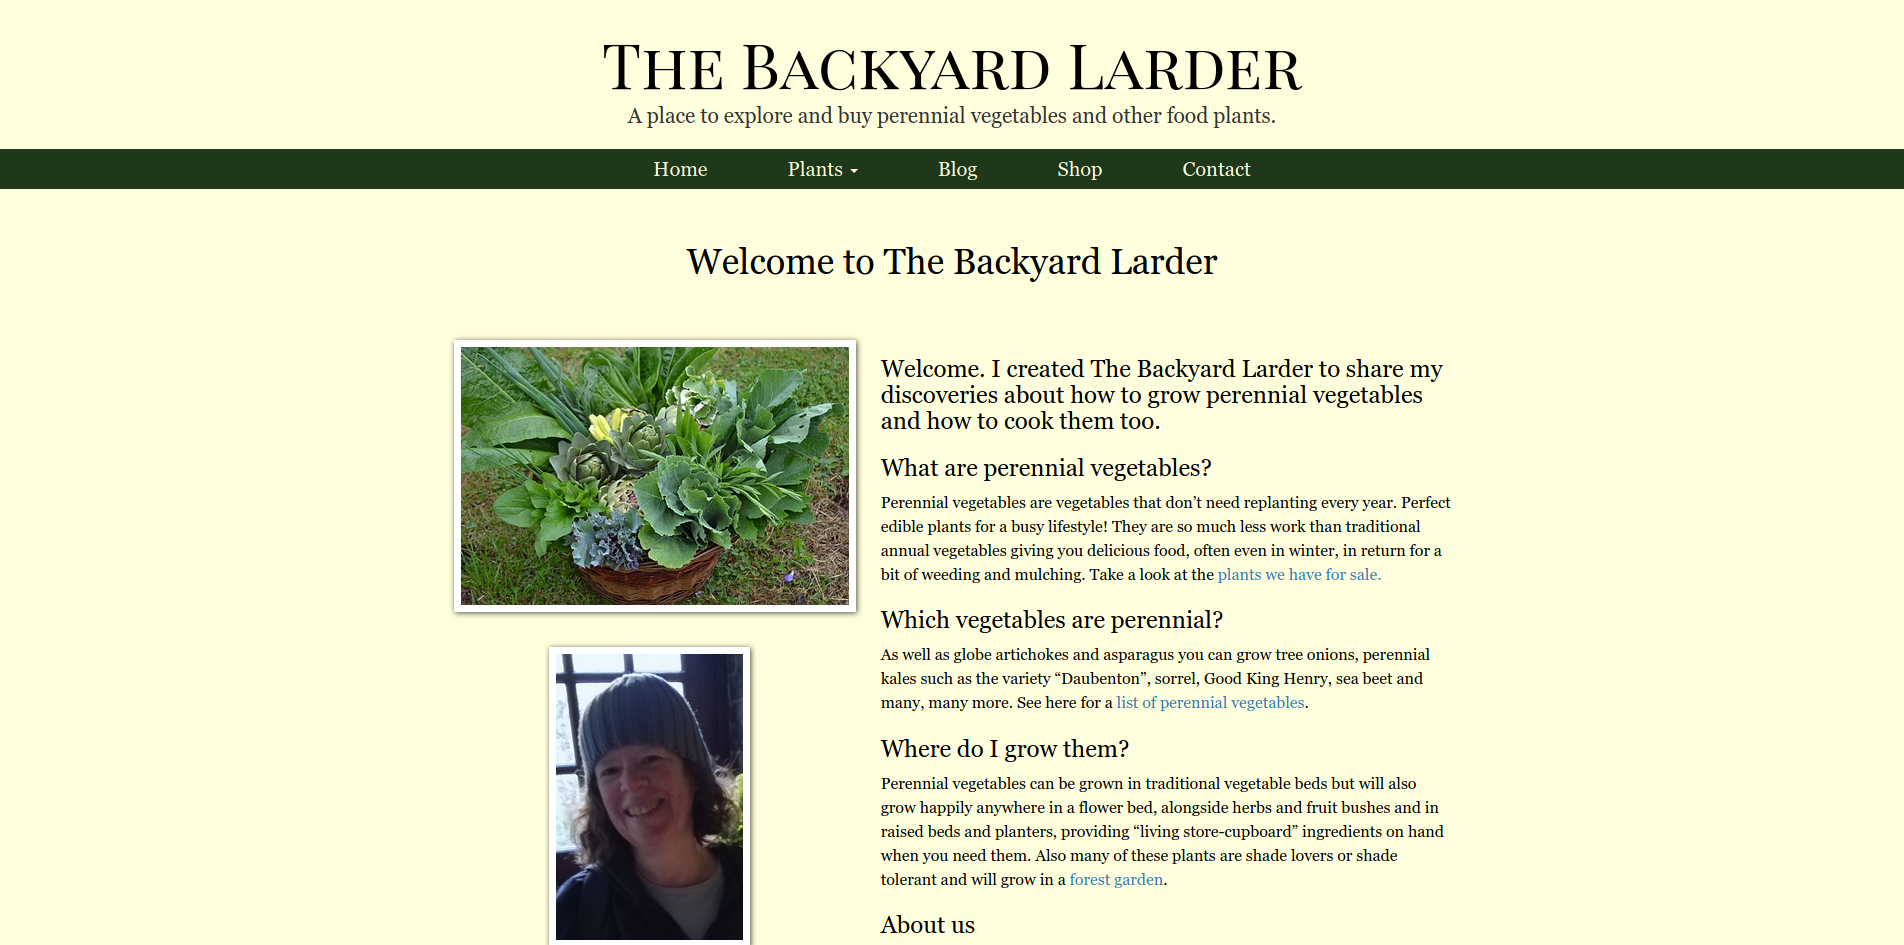 The Backyard Larder
A place to explore and buy perennial vegetables and other food plants.
Home Plants Blog Shop Contact
Welcome to The Backyard Larder
Welcome. I created The Backyard Larder to share my
discoveries about how to grow perennial vegetables
and how to cook them too.
What are perennial vegetables?
Perennial vegetables are vegetables that don’t need replanting every year. Perfect
edible plants for a busy lifestyle! They are so much less work than traditional
annual vegetables giving you delicious food, often even in winter, in return for a
bit of weeding and mulching. Take a look at the plants we have for sale.
Which vegetables are perennial?
As well as globe artichokes and asparagus you can grow tree onions, perennial
kales such as the variety “Daubenton”, sorrel, Good King Henry, sea beet and
many, many more. See here for a list of perennial vegetables.
Where do I grow them?
Perennial vegetables can be grown in traditional vegetable beds but will also
grow happily anywhere in a flower bed, alongside herbs and fruit bushes and in
raised beds and planters, providing “living store-cupboard” ingredients on hand
when you need them. Also many of these plants are shade lovers or shade
tolerant and will grow in a forest garden.
About us